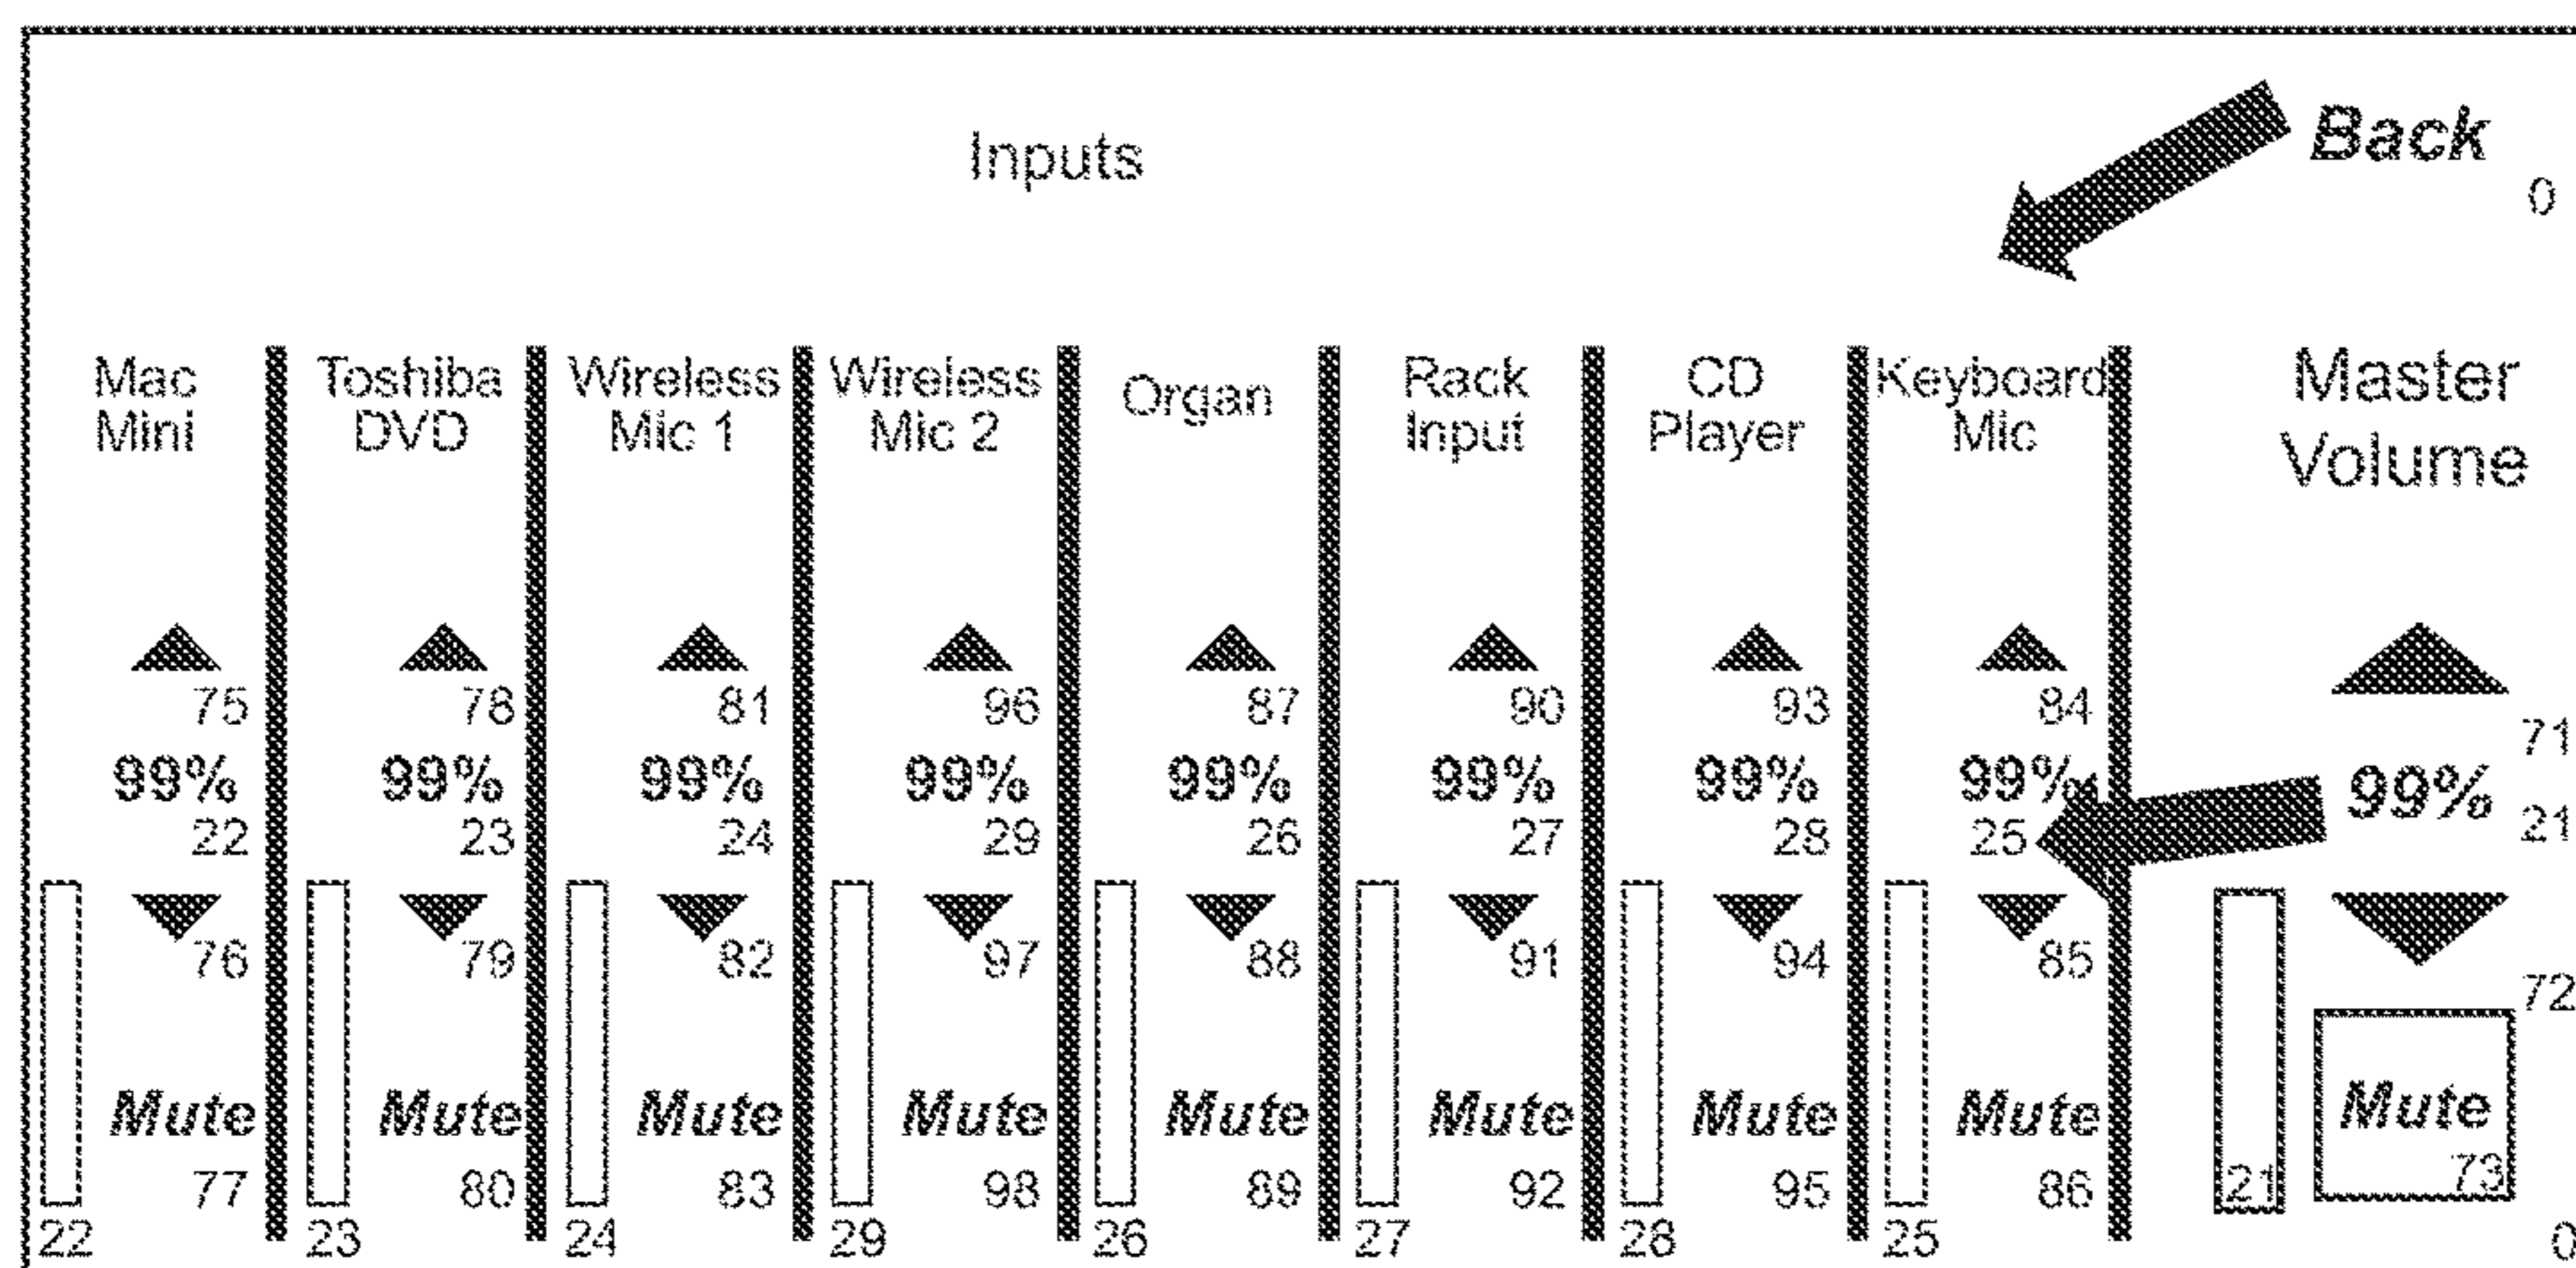 Inputs
Back
0
Mac Mini
Toshiba DVD
Wireless Mic 1
Wireless Mic 2
Organ
Rack Input
CD Player
Keyboard Mic
Master Volume
75 78 81 96 87 90 93 84 71
99% 99% 99% 99% 99% 99% 99% 99% 99%
22 23 24 29 26 27 28 25 21
76 79 82 97 88 91 94 85 72
Mute Mute Mute Mute Mute Mute Mute Mute Mute
77 80 83 98 89 92 95 86 21 73
22 23 24 29 26 27 28 25 0